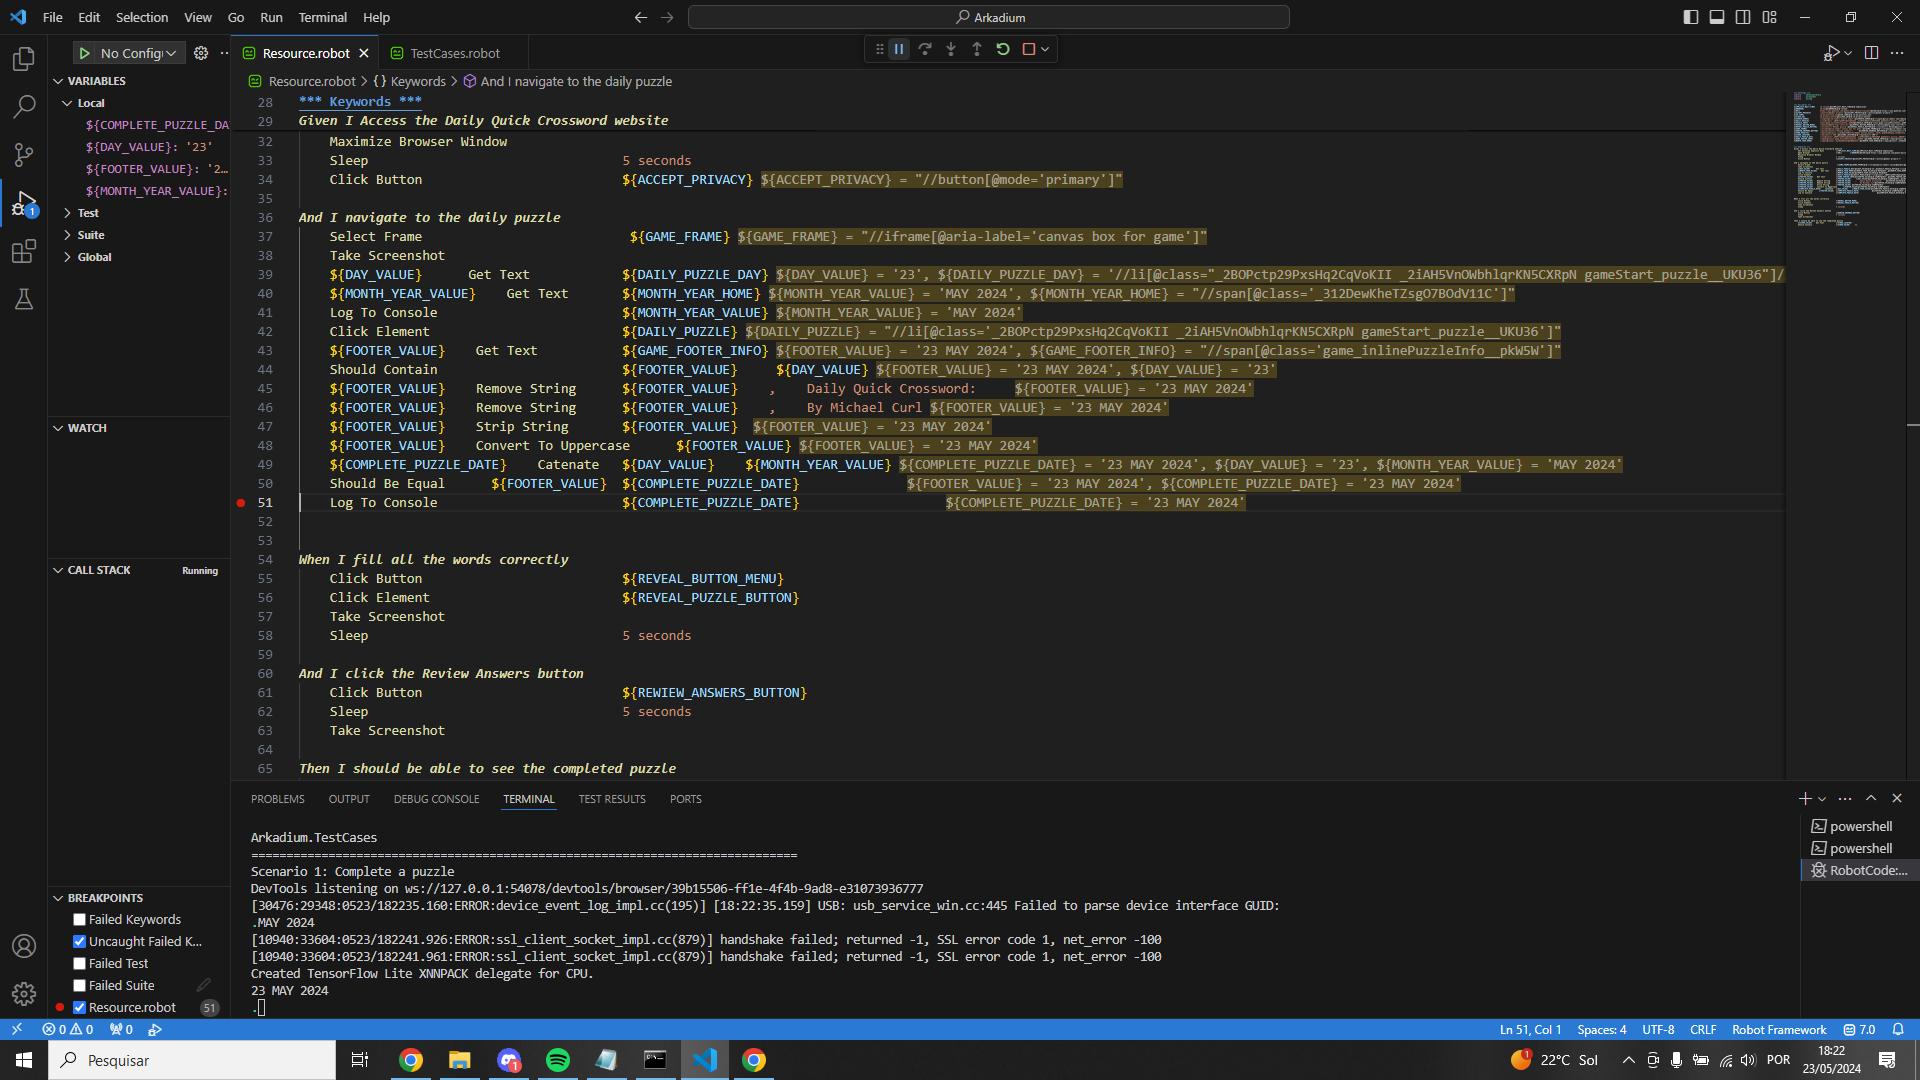 File Edit Selection View Go Run Terminal Help
Arkadium
No Config
Resource.robot
TestCases.robot
Resource.robot > {} Keywords > And I navigate to the daily puzzle
VARIABLES
Local
${COMPLETE_PUZZLE_DA
${DAY_VALUE}: '23'
${FOOTER_VALUE}: '2...
${MONTH_YEAR_VALUE}:
Test
Suite
Global
WATCH
CALL STACK Running
BREAKPOINTS
Failed Keywords
Uncaught Failed K...
Failed Test
Failed Suite
Resource.robot 51
28 *** Keywords ***
29 Given I Access the Daily Quick Crossword website
32 Maximize Browser Window
33 Sleep 5 seconds
34 Click Button ${ACCEPT_PRIVACY} ${ACCEPT_PRIVACY} = "//button[@mode='primary']"
35
36 And I navigate to the daily puzzle
37 Select Frame ${GAME_FRAME} ${GAME_FRAME} = "//iframe[@aria-label='canvas box for game']"
38 Take Screenshot
39 ${DAY_VALUE} Get Text ${DAILY_PUZZLE_DAY} ${DAY_VALUE} = '23', ${DAILY_PUZZLE_DAY} = '//li[@class="_2BOPctp29PxsHq2CqVoKII _2iAH5VnOWbhlqrKN5CXRpN gameStart_puzzle__UKU36"]/
40 ${MONTH_YEAR_VALUE} Get Text ${MONTH_YEAR_HOME} ${MONTH_YEAR_VALUE} = 'MAY 2024', ${MONTH_YEAR_HOME} = "//span[@class='_312DewKheTZsgO7BOdV11C']"
41 Log To Console ${MONTH_YEAR_VALUE} ${MONTH_YEAR_VALUE} = 'MAY 2024'
42 Click Element ${DAILY_PUZZLE} ${DAILY_PUZZLE} = "//li[@class='_2BOPctp29PxsHq2CqVoKII _2iAH5VnOWbhlqrKN5CXRpN gameStart_puzzle__UKU36']"
43 ${FOOTER_VALUE} Get Text ${GAME_FOOTER_INFO} ${FOOTER_VALUE} = '23 MAY 2024', ${GAME_FOOTER_INFO} = "//span[@class='game_inlinePuzzleInfo__pkW5W']"
44 Should Contain ${FOOTER_VALUE} ${DAY_VALUE} ${FOOTER_VALUE} = '23 MAY 2024', ${DAY_VALUE} = '23'
45 ${FOOTER_VALUE} Remove String ${FOOTER_VALUE} , Daily Quick Crossword: ${FOOTER_VALUE} = '23 MAY 2024'
46 ${FOOTER_VALUE} Remove String ${FOOTER_VALUE} , By Michael Curl ${FOOTER_VALUE} = '23 MAY 2024'
47 ${FOOTER_VALUE} Strip String ${FOOTER_VALUE} ${FOOTER_VALUE} = '23 MAY 2024'
48 ${FOOTER_VALUE} Convert To Uppercase ${FOOTER_VALUE} ${FOOTER_VALUE} = '23 MAY 2024'
49 ${COMPLETE_PUZZLE_DATE} Catenate ${DAY_VALUE} ${MONTH_YEAR_VALUE} ${COMPLETE_PUZZLE_DATE} = '23 MAY 2024', ${DAY_VALUE} = '23', ${MONTH_YEAR_VALUE} = 'MAY 2024'
50 Should Be Equal ${FOOTER_VALUE} ${COMPLETE_PUZZLE_DATE} ${FOOTER_VALUE} = '23 MAY 2024', ${COMPLETE_PUZZLE_DATE} = '23 MAY 2024'
51 Log To Console ${COMPLETE_PUZZLE_DATE} ${COMPLETE_PUZZLE_DATE} = '23 MAY 2024'
52
53
54 When I fill all the words correctly
55 Click Button ${REVEAL_BUTTON_MENU}
56 Click Element ${REVEAL_PUZZLE_BUTTON}
57 Take Screenshot
58 Sleep 5 seconds
59
60 And I click the Review Answers button
61 Click Button ${REWIEW_ANSWERS_BUTTON}
62 Sleep 5 seconds
63 Take Screenshot
64
65 Then I should be able to see the completed puzzle
PROBLEMS OUTPUT DEBUG CONSOLE TERMINAL TEST RESULTS PORTS
Arkadium.TestCases
==============================================================================
Scenario 1: Complete a puzzle
DevTools listening on ws://127.0.0.1:54078/devtools/browser/39b15506-ff1e-4f4b-9ad8-e31073936777
[30476:29348:0523/182235.160:ERROR:device_event_log_impl.cc(195)] [18:22:35.159] USB: usb_service_win.cc:445 Failed to parse device interface GUID:
.MAY 2024
[10940:33604:0523/182241.926:ERROR:ssl_client_socket_impl.cc(879)] handshake failed; returned -1, SSL error code 1, net_error -100
[10940:33604:0523/182241.961:ERROR:ssl_client_socket_impl.cc(879)] handshake failed; returned -1, SSL error code 1, net_error -100
Created TensorFlow Lite XNNPACK delegate for CPU.
23 MAY 2024
.
powershell
powershell
RobotCode:...
0 0 0
Ln 51, Col 1 Spaces: 4 UTF-8 CRLF Robot Framework 7.0
Pesquisar
22°C Sol
POR
18:22
23/05/2024